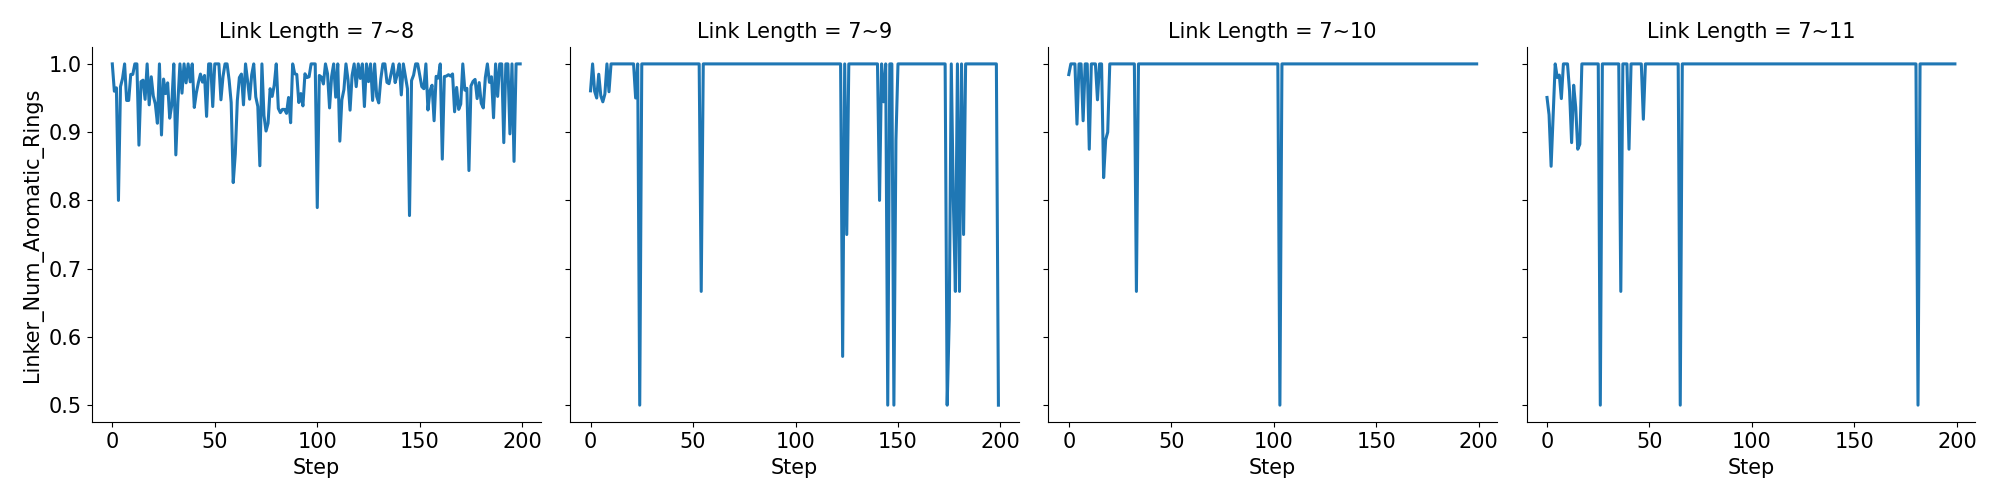 Link Length = 7~8
Link Length = 7~9
Link Length = 7~10
Link Length = 7~11
Linker_Num_Aromatic_Rings
1.0
0.9
0.8
0.7
0.6
0.5
0 50 100 150 200
0 50 100 150 200
0 50 100 150 200
0 50 100 150 200
Step
Step
Step
Step